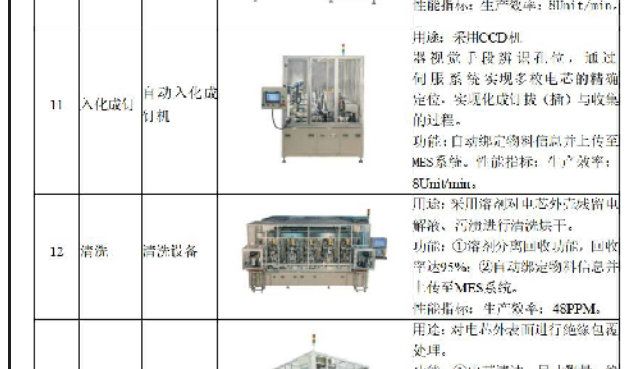 性能指标：生产效率：8Unit/min。
11
入化成钉
自动入化成
钉机
用途：采用CCD机
器视觉手段辨识孔位，通过
伺服系统实现多枚电芯的精确
定位，实现化成钉拔（插）与收集
的过程。
功能：自动绑定物料信息并上传至
MES系统。性能指标：生产效率：
8Unit/min。
12
清洗
清洗设备
用途：采用溶剂对电芯外壳残留电
解液、污渍进行清洗烘干。
功能：①溶剂分离回收功能，回收
率达95%；②自动绑定物料信息并
上传至MES系统。
性能指标：生产效率：48PPM。
用途：对电芯外表面进行绝缘包覆
处理。